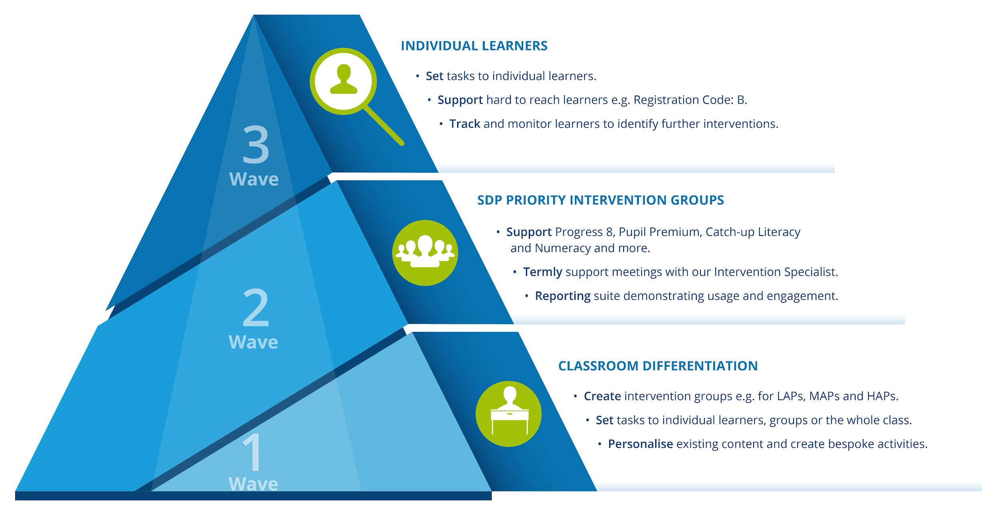 INDIVIDUAL LEARNERS
• Set tasks to individual learners.
• Support hard to reach learners e.g. Registration Code: B.
• Track and monitor learners to identify further interventions.
3
Wave
SDP PRIORITY INTERVENTION GROUPS
• Support Progress 8, Pupil Premium, Catch-up Literacy
and Numeracy and more.
• Termly support meetings with our Intervention Specialist.
• Reporting suite demonstrating usage and engagement.
2
Wave
CLASSROOM DIFFERENTIATION
• Create intervention groups e.g. for LAPs, MAPs and HAPs.
• Set tasks to individual learners, groups or the whole class.
• Personalise existing content and create bespoke activities.
1
Wave